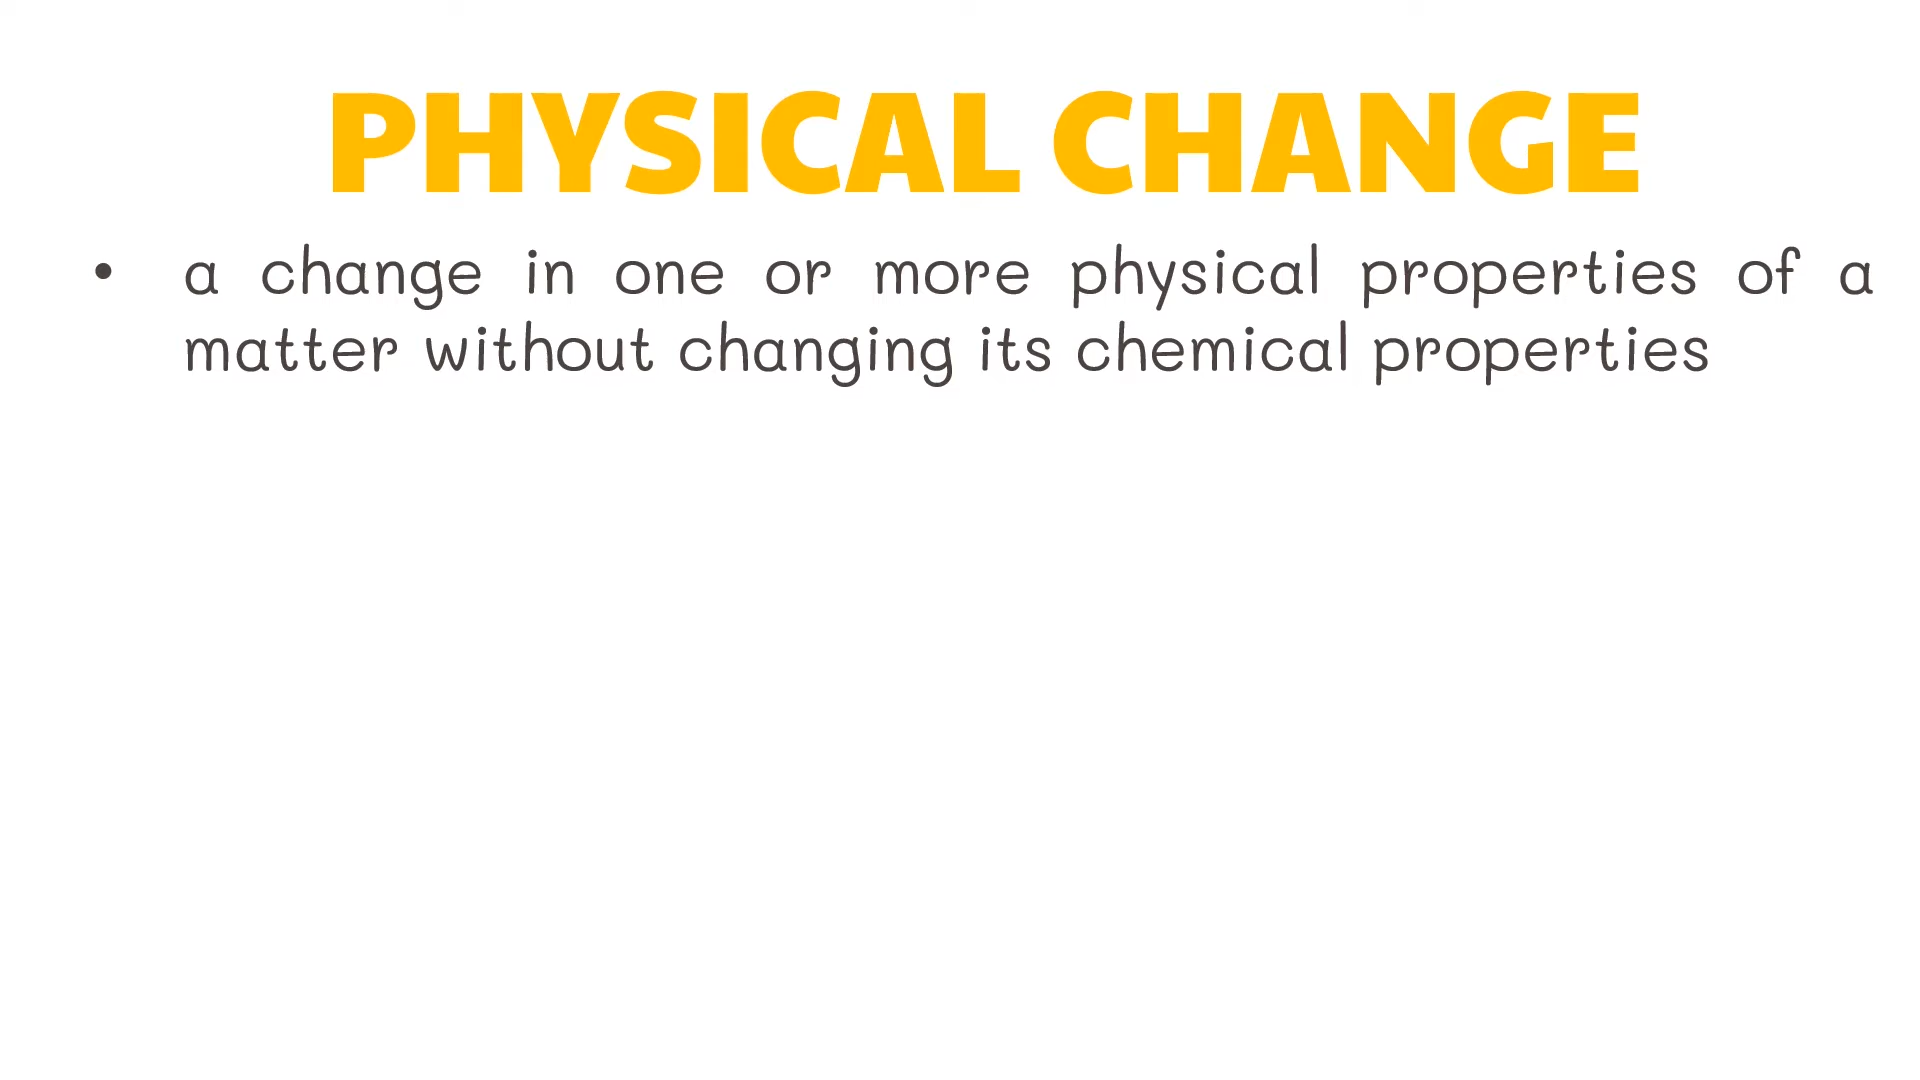 PHYSICAL CHANGE
• a change in one or more physical properties of a
matter without changing its chemical properties